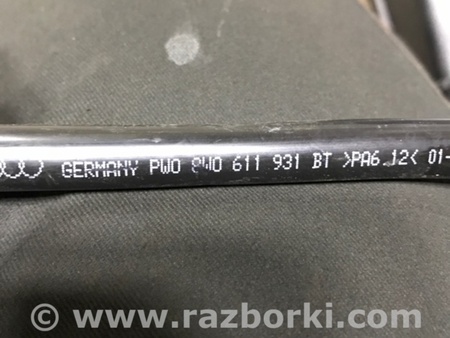 GERMANY PWO 8W0 611 931 BT >PA6.12< 01-
© www.razborki.com